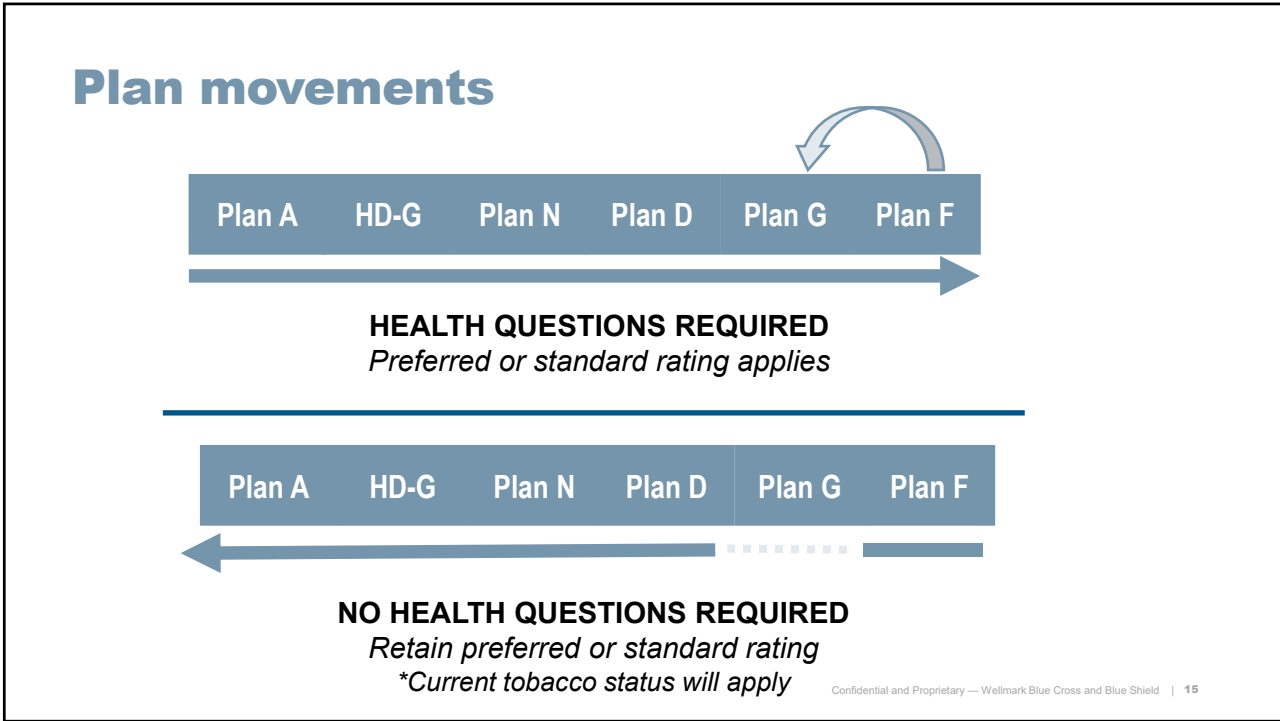 Plan movements
Plan A HD-G Plan N Plan D Plan G Plan F
HEALTH QUESTIONS REQUIRED
Preferred or standard rating applies
Plan A HD-G Plan N Plan D Plan G Plan F
NO HEALTH QUESTIONS REQUIRED
Retain preferred or standard rating
*Current tobacco status will apply
Confidential and Proprietary — Wellmark Blue Cross and Blue Shield | 15